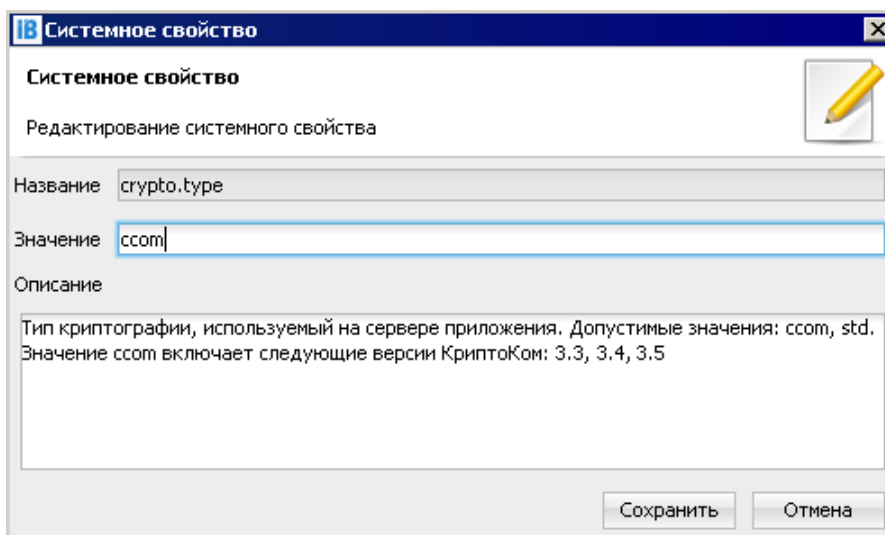 iB Системное свойство
Системное свойство
Редактирование системного свойства
Название crypto.type
Значение ccom
Описание
Тип криптографии, используемый на сервере приложения. Допустимые значения: ccom, std.
Значение ccom включает следующие версии КриптоКом: 3.3, 3.4, 3.5
Сохранить Отмена